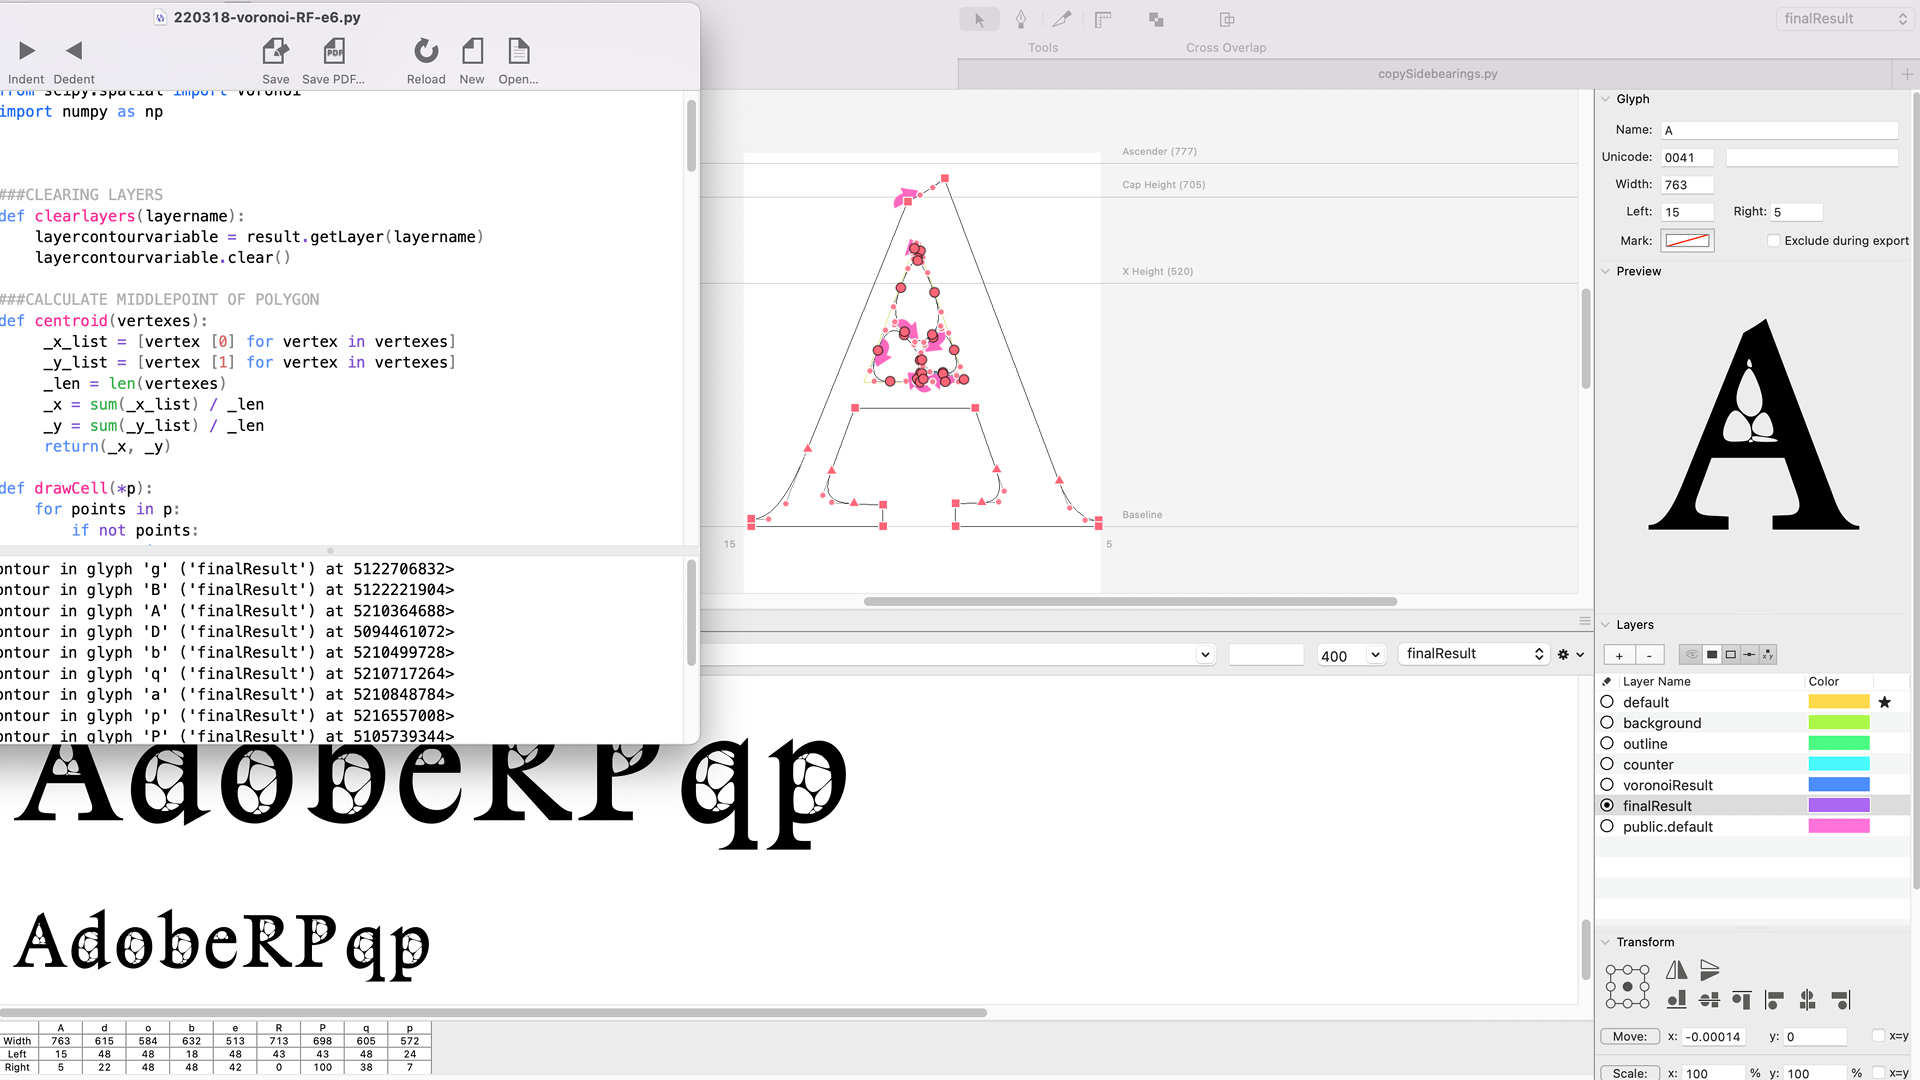 220318-voronoi-RF-e6.py
Indent Dedent Save Save PDF... Reload New Open...
from scipy.spatial import Voronoi
import numpy as np
###CLEARING LAYERS
def clearlayers(layername):
layercontourvariable = result.getLayer(layername)
layercontourvariable.clear()
###CALCULATE MIDDLEPOINT OF POLYGON
def centroid(vertexes):
_x_list = [vertex [0] for vertex in vertexes]
_y_list = [vertex [1] for vertex in vertexes]
_len = len(vertexes)
_x = sum(_x_list) / _len
_y = sum(_y_list) / _len
return(_x, _y)
def drawCell(*p):
for points in p:
if not points:
ontour in glyph 'g' ('finalResult') at 5122706832>
ontour in glyph 'B' ('finalResult') at 5122221904>
ontour in glyph 'A' ('finalResult') at 5210364688>
ontour in glyph 'D' ('finalResult') at 5094461072>
ontour in glyph 'b' ('finalResult') at 5210499728>
ontour in glyph 'q' ('finalResult') at 5210717264>
ontour in glyph 'a' ('finalResult') at 5210848784>
ontour in glyph 'p' ('finalResult') at 5216557008>
ontour in glyph 'P' ('finalResult') at 5105739344>
Tools Cross Overlap
finalResult
copySidebearings.py
Ascender (777)
Cap Height (705)
X Height (520)
Baseline
15 5
400 finalResult
AdobeRPqp
AdobeRPqp
A d o b e R P q p
Width 763 615 584 632 513 713 698 605 572
Left 15 48 48 18 48 43 43 48 24
Right 5 22 48 48 42 0 100 38 7
Glyph
Name: A
Unicode: 0041
Width: 763
Left: 15 Right: 5
Mark: Exclude during export
Preview
A
Layers
+ -
Layer Name Color
default
background
outline
counter
voronoiResult
finalResult
public.default
Transform
Move: x: -0.00014 y: 0 x=y
Scale: x: 100 % y: 100 % x=y